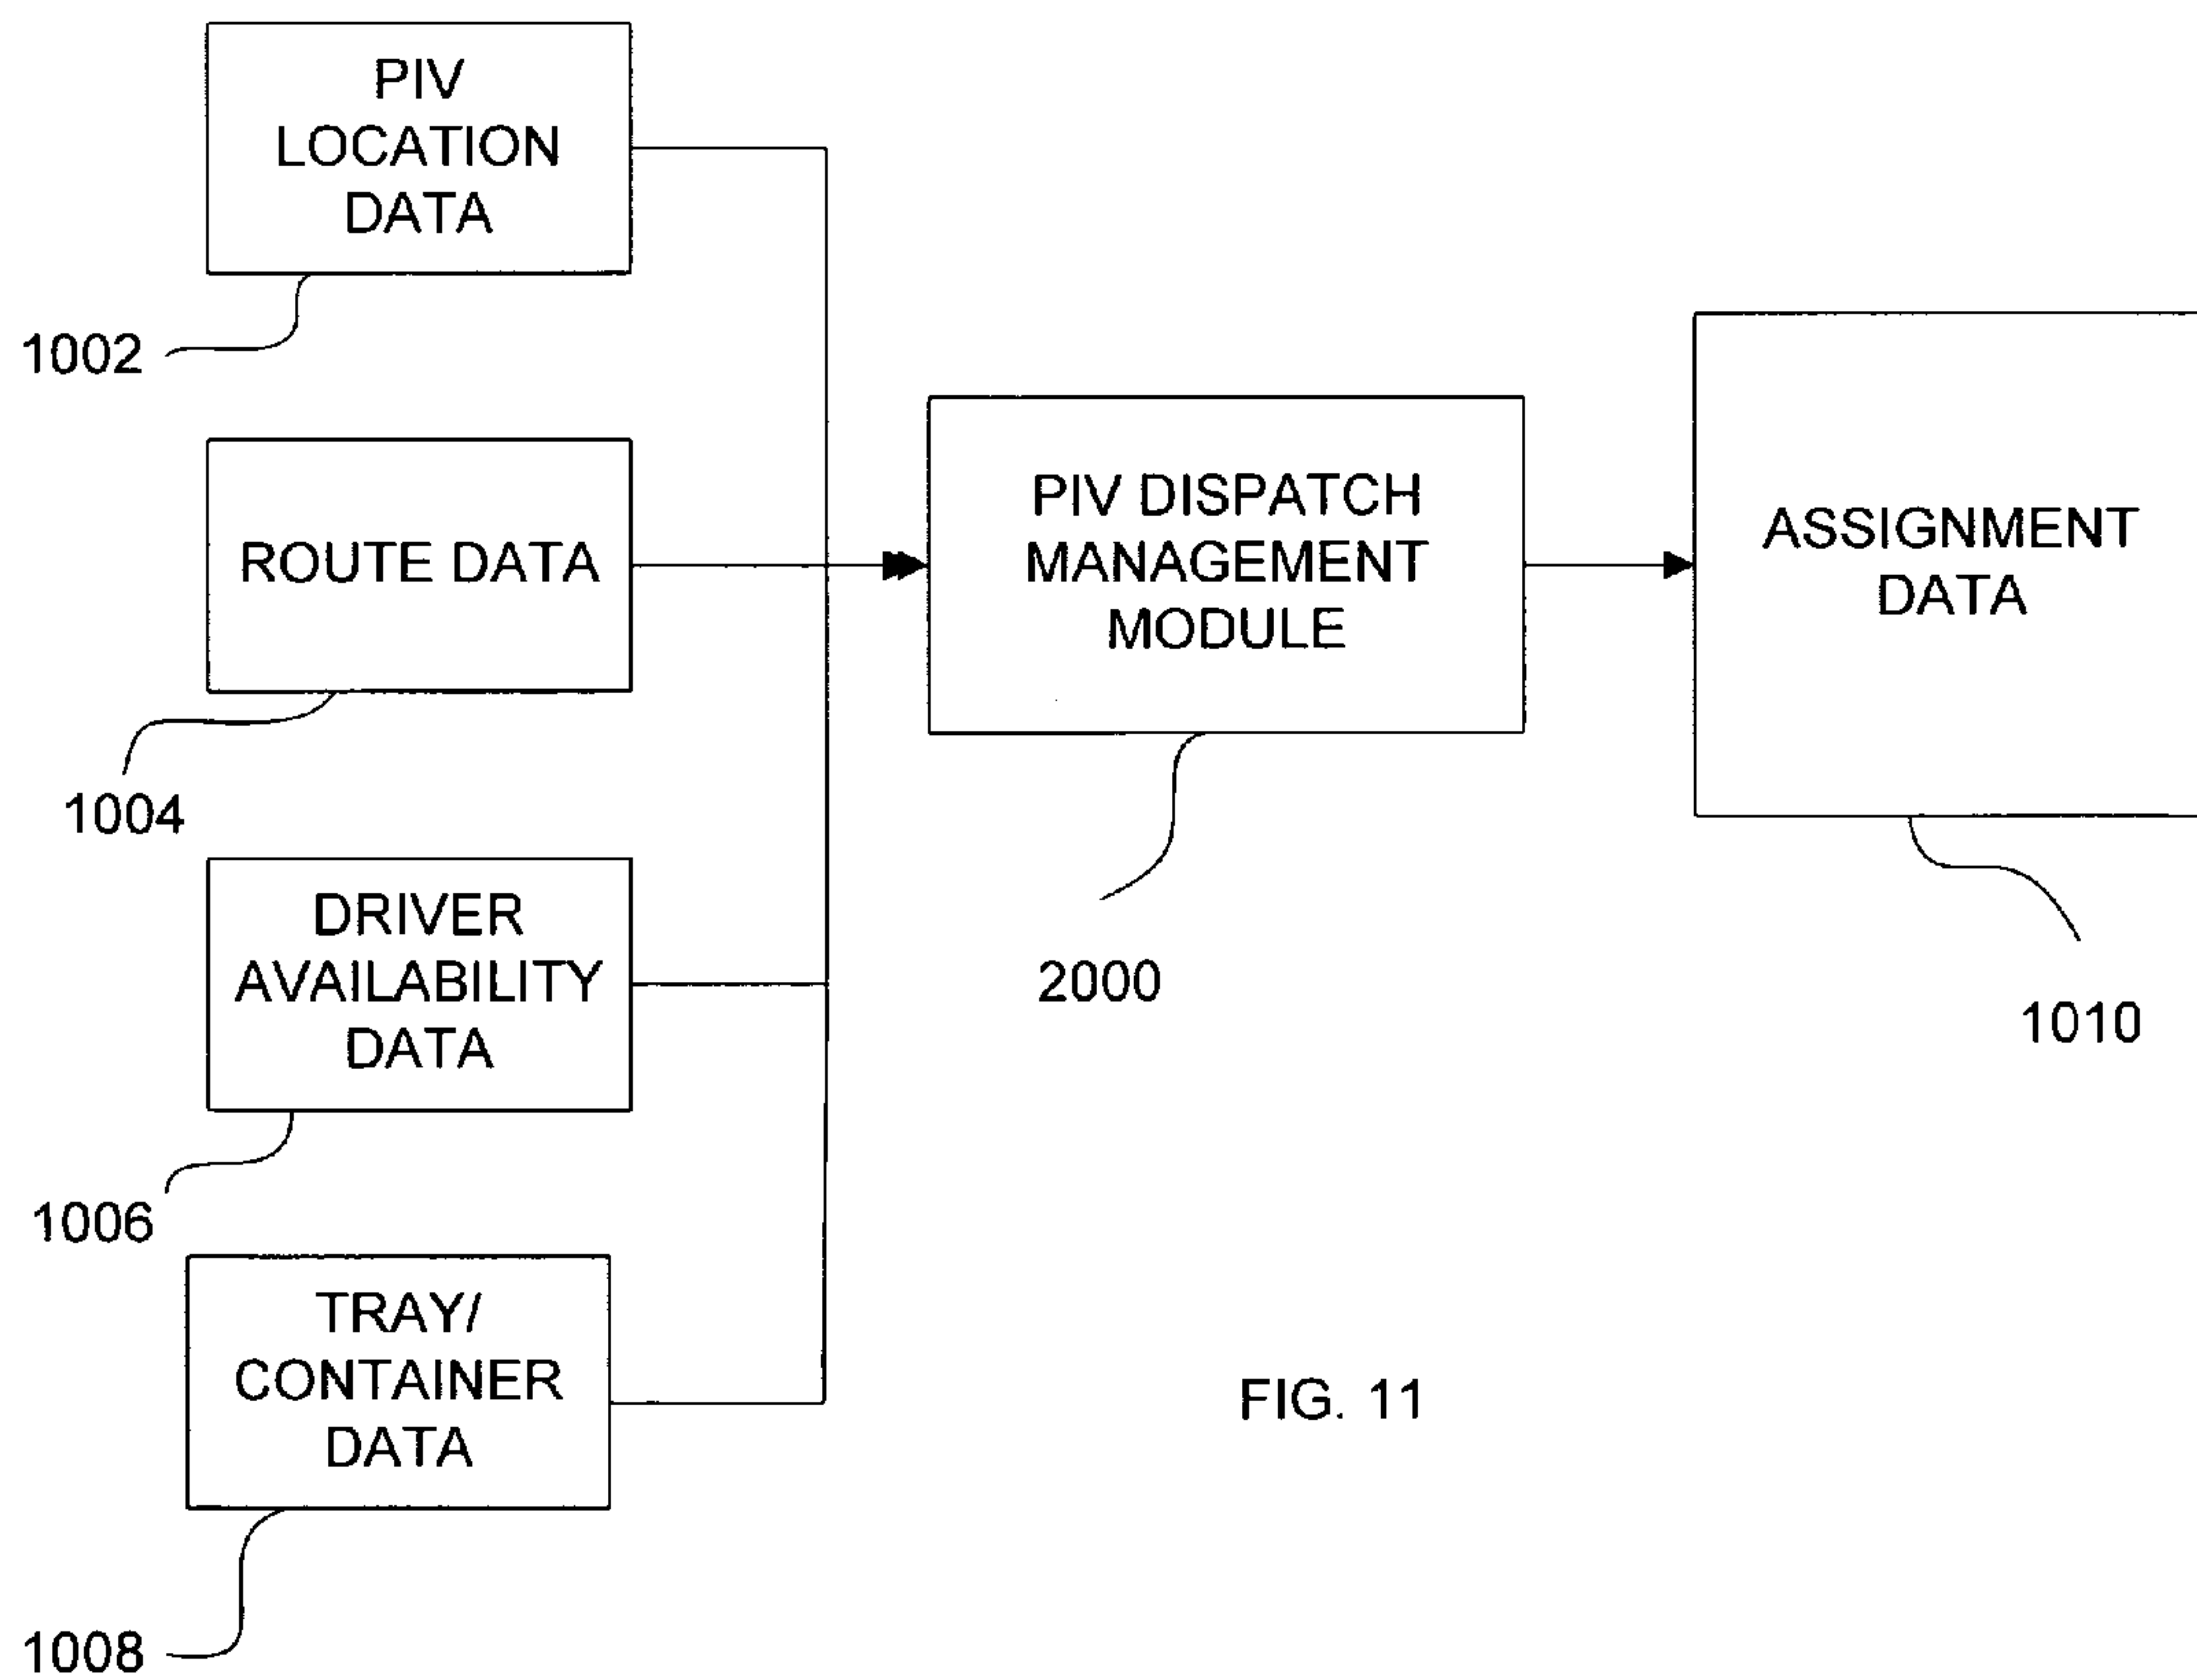 PIV
LOCATION
DATA
1002
ROUTE DATA
1004
DRIVER
AVAILABILITY
DATA
1006
TRAY/
CONTAINER
DATA
1008
PIV DISPATCH
MANAGEMENT
MODULE
2000
ASSIGNMENT
DATA
1010
FIG. 11